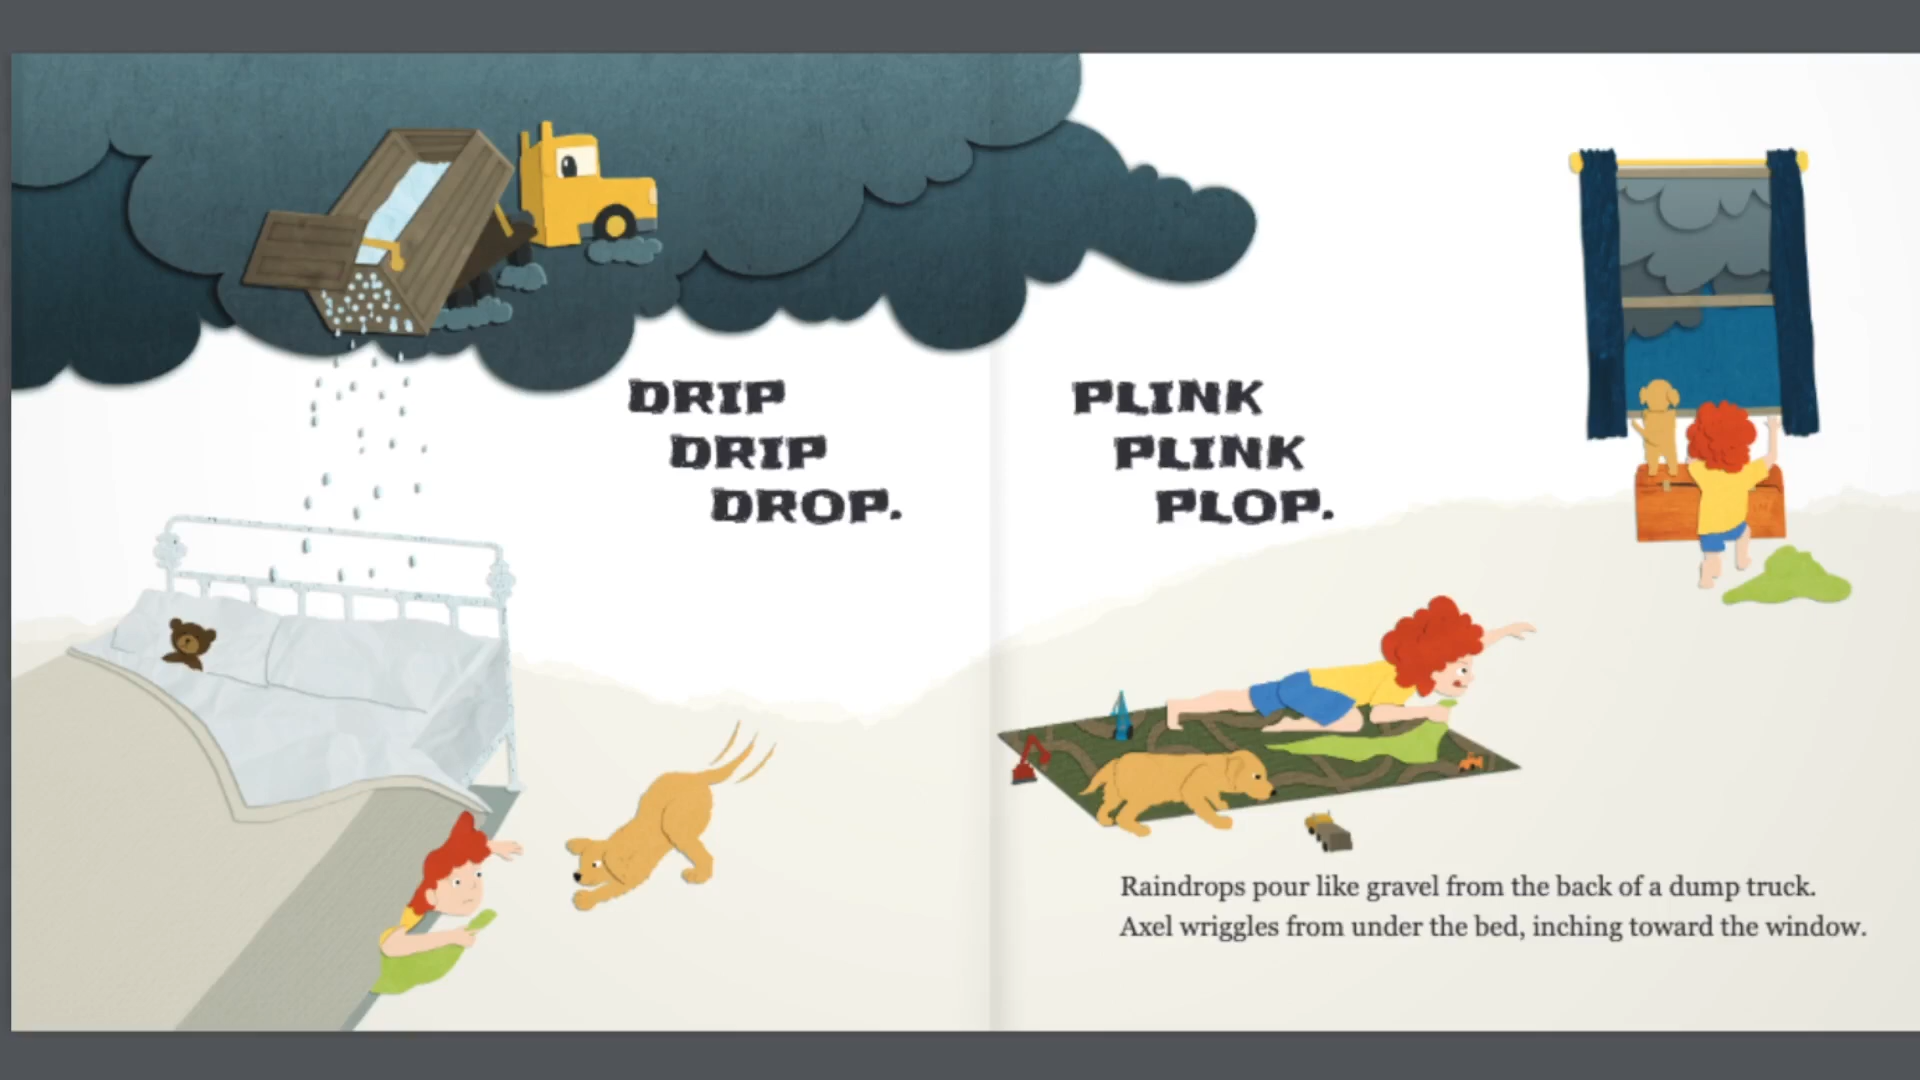 DRIP
DRIP
DROP.
PLINK
PLINK
PLOP.
Raindrops pour like gravel from the back of a dump truck.
Axel wriggles from under the bed, inching toward the window.